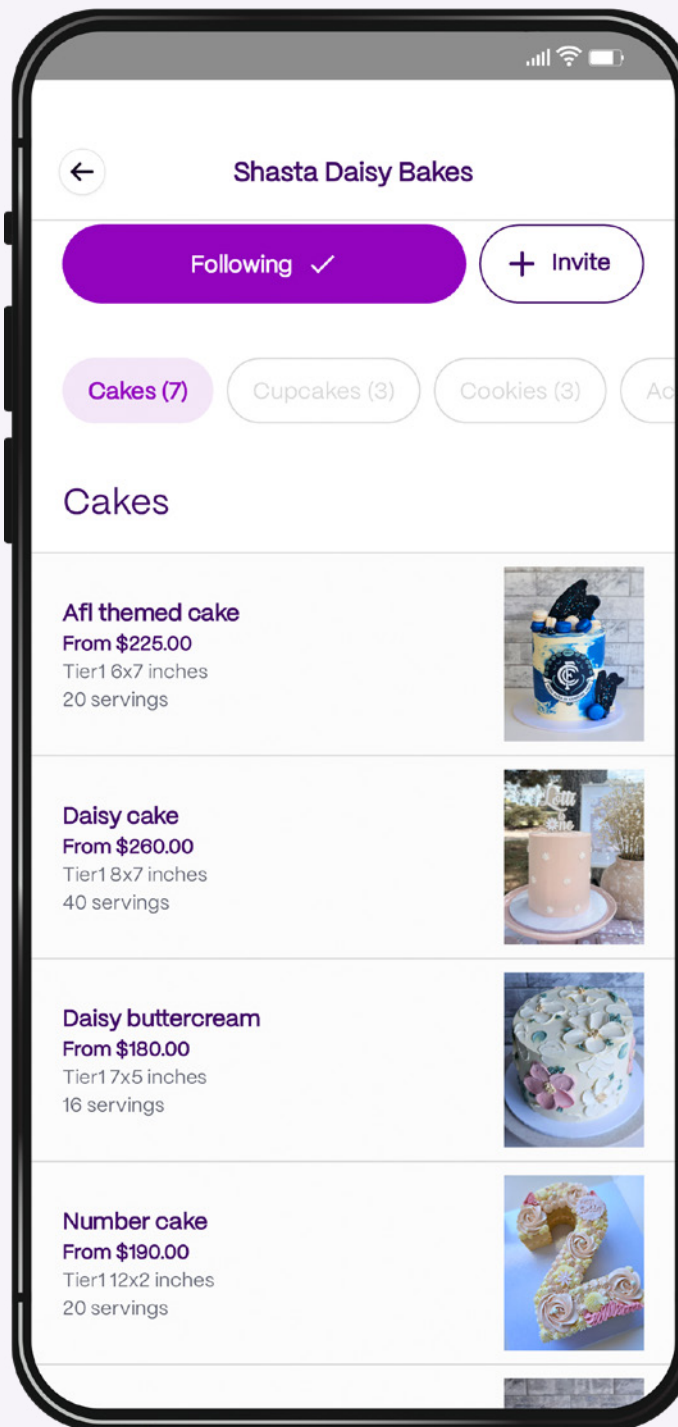 Shasta Daisy Bakes
Following
+ Invite
Cakes (7)
Cupcakes (3)
Cookies (3)
Ac
Cakes
Afl themed cake
From $225.00
Tier1 6x7 inches
20 servings
Daisy cake
From $260.00
Tier1 8x7 inches
40 servings
Daisy buttercream
From $180.00
Tier1 7x5 inches
16 servings
Number cake
From $190.00
Tier1 12x2 inches
20 servings